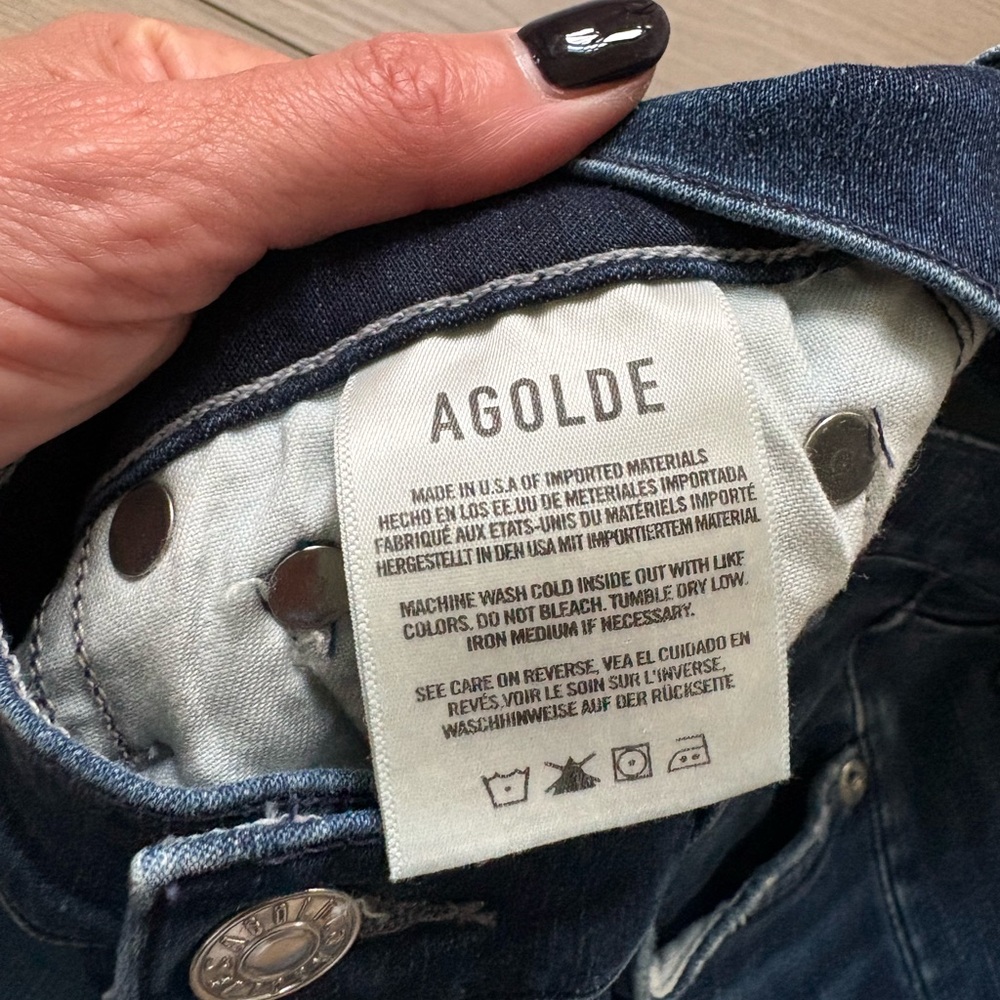 AGOLDE
MADE IN U.S.A OF IMPORTED MATERIALS
HECHO EN LOS EE.UU DE METERIALES IMPORTADA
FABRIQUÉ AUX ETATS-UNIS DU MATÉRIELS IMPORTÉ
HERGESTELLT IN DEN USA MIT IMPORTIERTEM MATERIAL
MACHINE WASH COLD INSIDE OUT WITH LIKE
COLORS. DO NOT BLEACH. TUMBLE DRY LOW.
IRON MEDIUM IF NECESSARY.
SEE CARE ON REVERSE, VEA EL CUIDADO EN
REVÉS,VOIR LE SOIN SUR L'INVERSE,
WASCHHINWEISE AUF DER RÜCKSEITE
AGOLDE